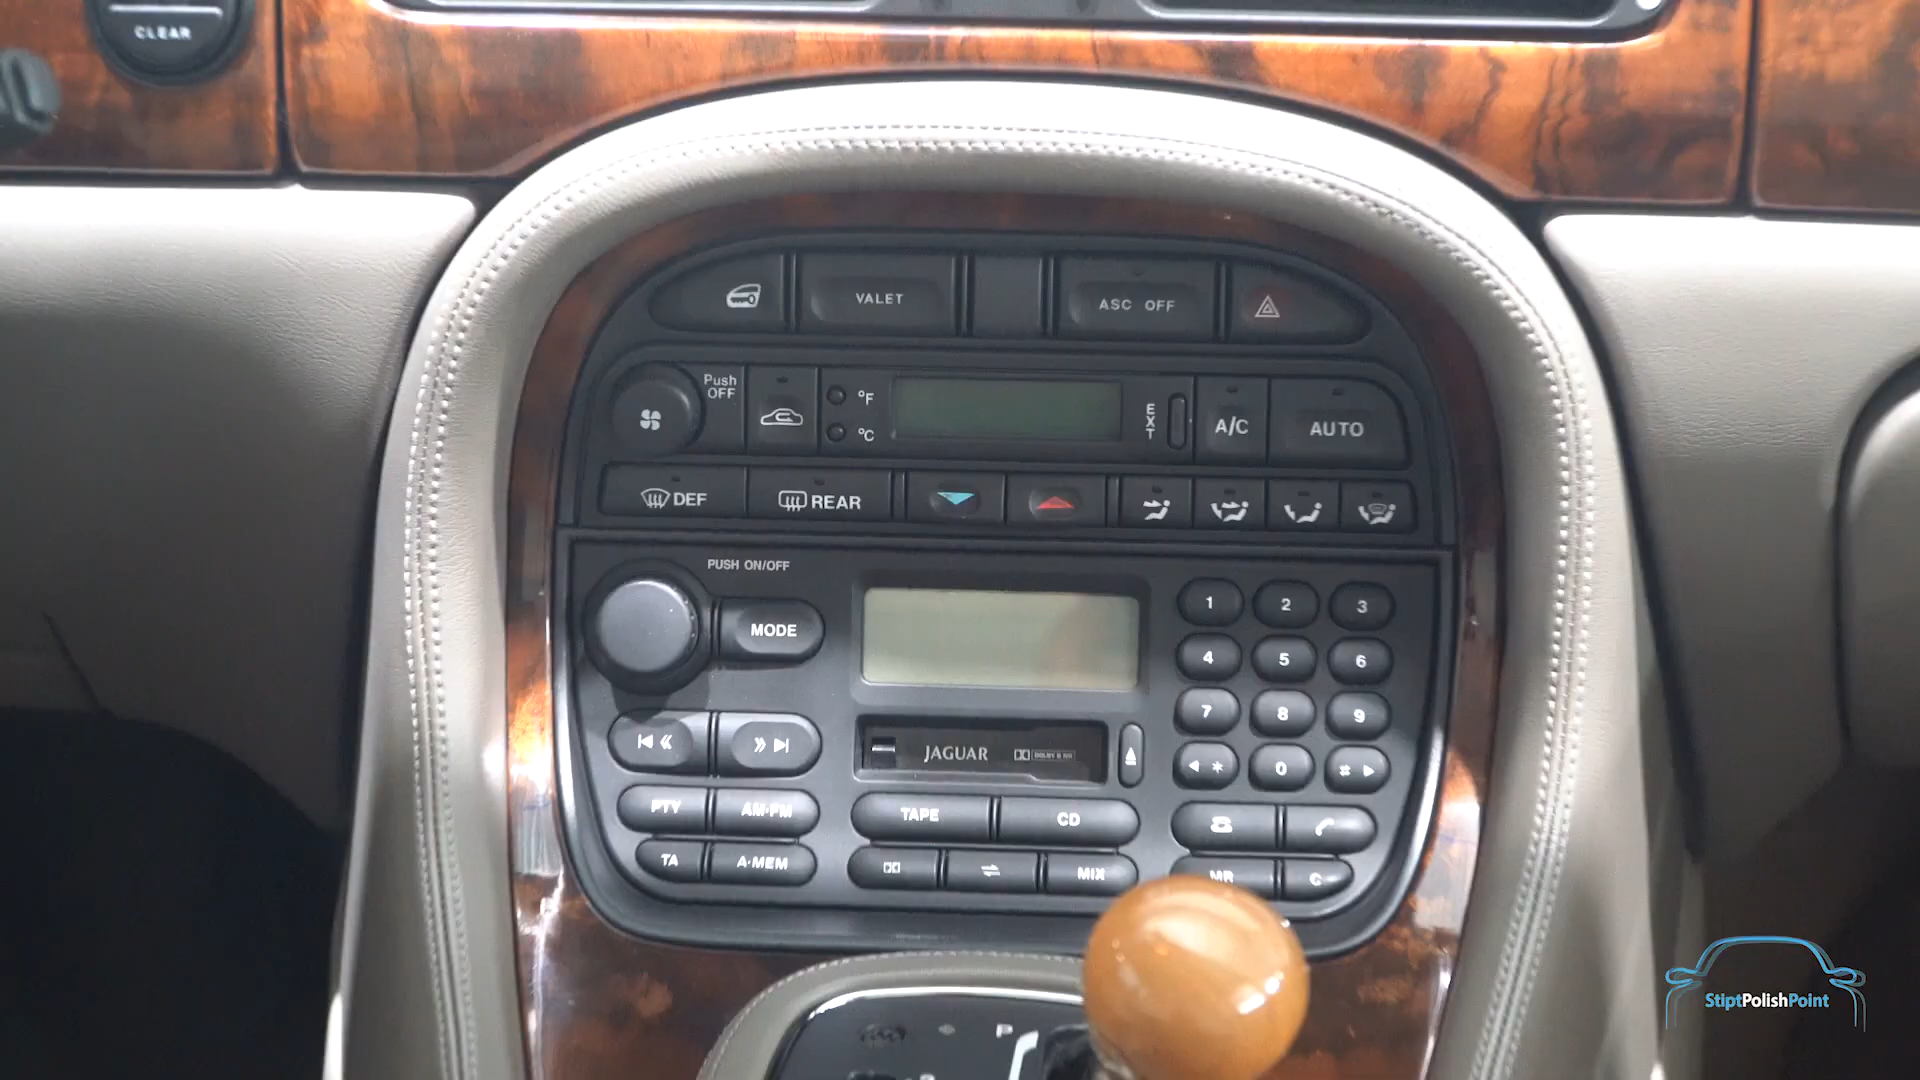 CLEAR
VALET
ASC OFF
Push
OFF
°F
°C
EXT
A/C
AUTO
DEF
REAR
PUSH ON/OFF
MODE
1 2 3
4 5 6
7 8 9
* 0 #
JAGUAR
PTY AM·PM
TAPE CD
TA A·MEM
MIX
MR C
P
StiptPolishPoint